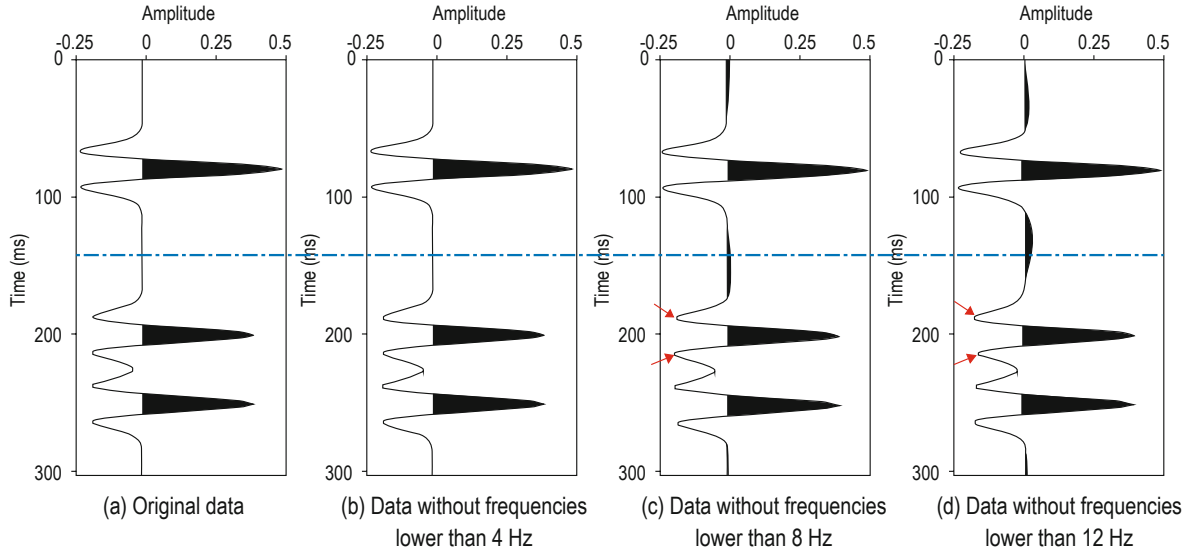 Amplitude
Amplitude
Amplitude
Amplitude
-0.25 0 0.25 0.5
-0.25 0 0.25 0.5
-0.25 0 0.25 0.5
-0.25 0 0.25 0.5
0
100
200
300
Time (ms)
0
100
200
300
Time (ms)
0
100
200
300
Time (ms)
0
100
200
300
Time (ms)
(a) Original data
(b) Data without frequencies
lower than 4 Hz
(c) Data without frequencies
lower than 8 Hz
(d) Data without frequencies
lower than 12 Hz